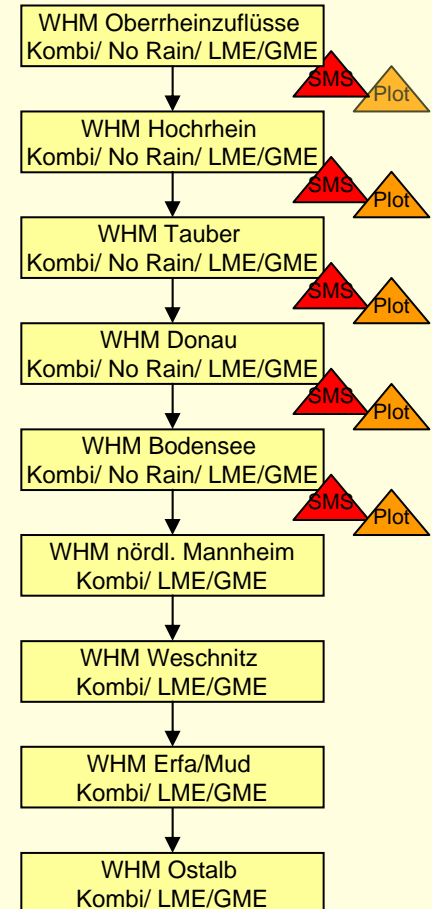 WHM Oberrheinzuflüsse
Kombi/ No Rain/ LME/GME
SMS
Plot
WHM Hochrhein
Kombi/ No Rain/ LME/GME
SMS
Plot
WHM Tauber
Kombi/ No Rain/ LME/GME
SMS
Plot
WHM Donau
Kombi/ No Rain/ LME/GME
SMS
Plot
WHM Bodensee
Kombi/ No Rain/ LME/GME
SMS
Plot
WHM nördl. Mannheim
Kombi/ LME/GME
WHM Weschnitz
Kombi/ LME/GME
WHM Erfa/Mud
Kombi/ LME/GME
WHM Ostalb
Kombi/ LME/GME